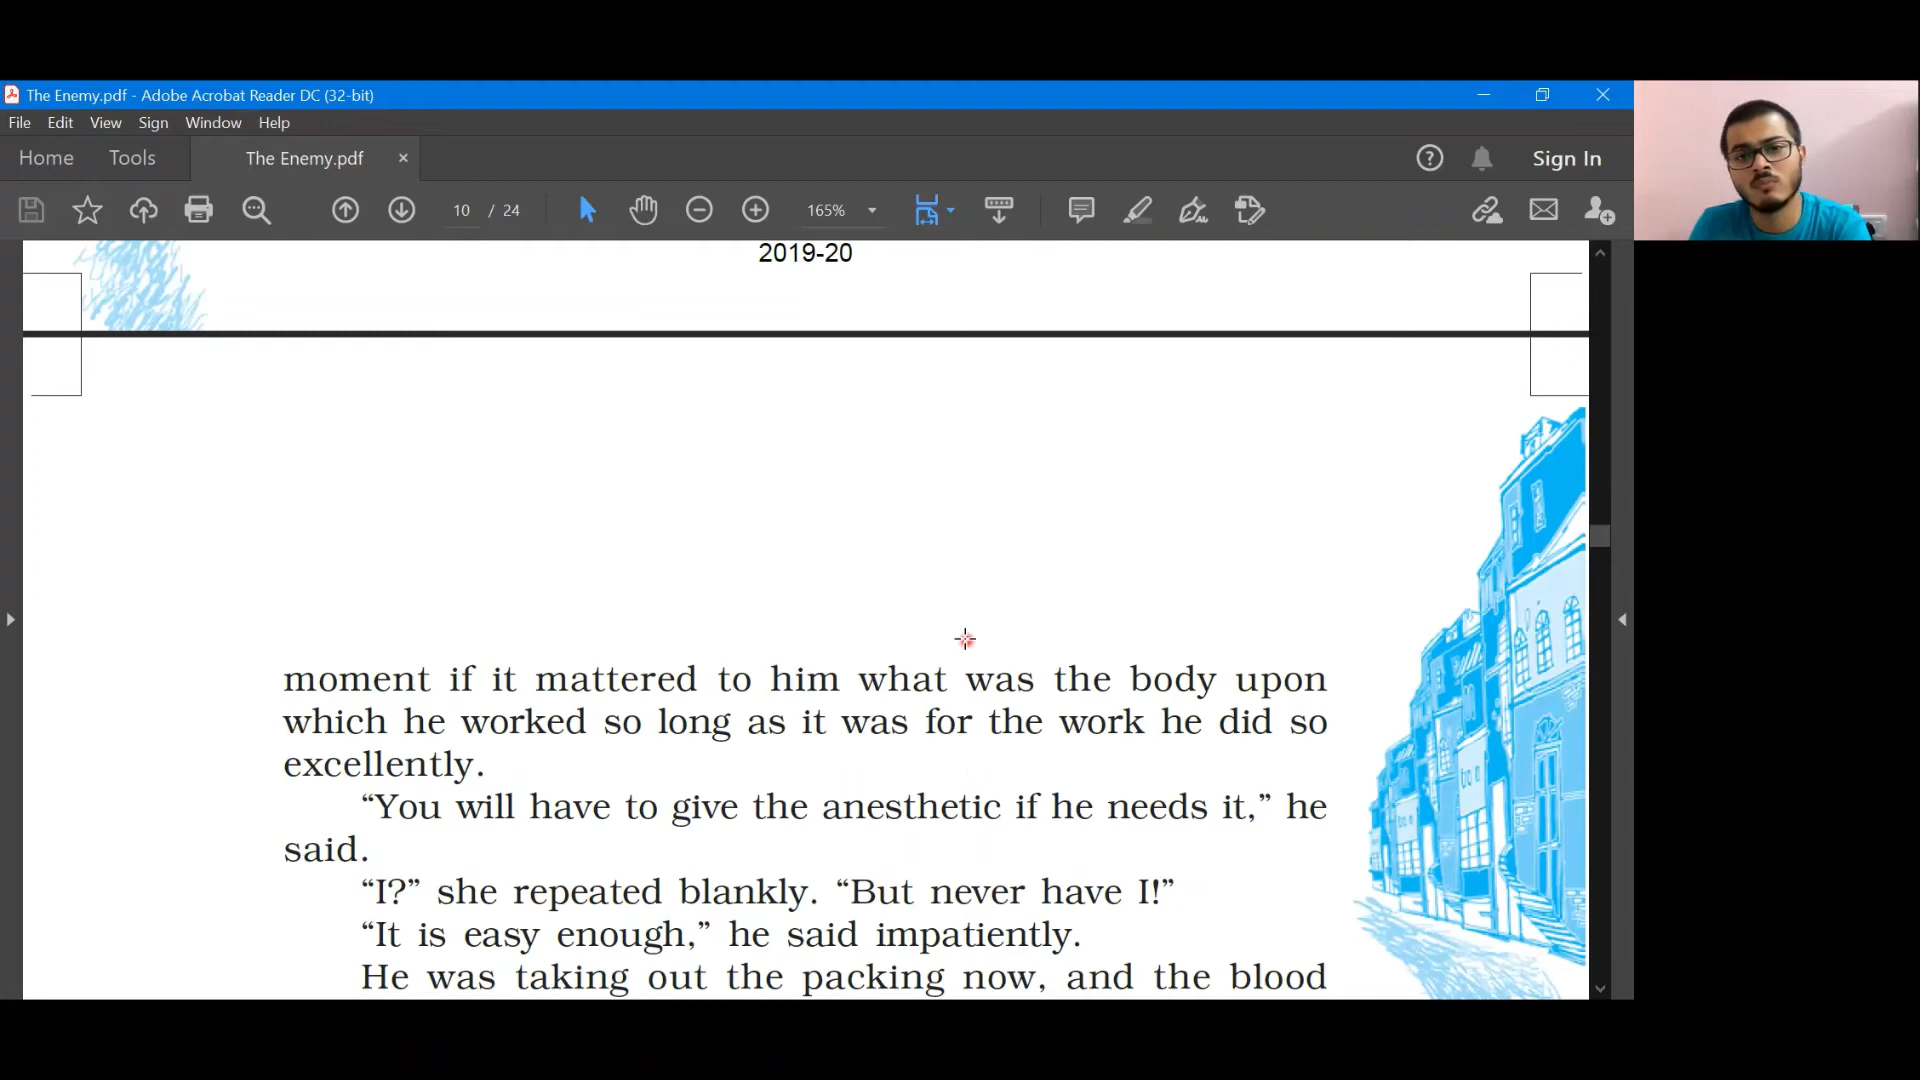 The Enemy.pdf - Adobe Acrobat Reader DC (32-bit)
File Edit View Sign Window Help
Home Tools The Enemy.pdf × Sign In
10 / 24 165%
2019-20
moment if it mattered to him what was the body upon
which he worked so long as it was for the work he did so
excellently.
“You will have to give the anesthetic if he needs it,” he
said.
“I?” she repeated blankly. “But never have I!”
“It is easy enough,” he said impatiently.
He was taking out the packing now, and the blood